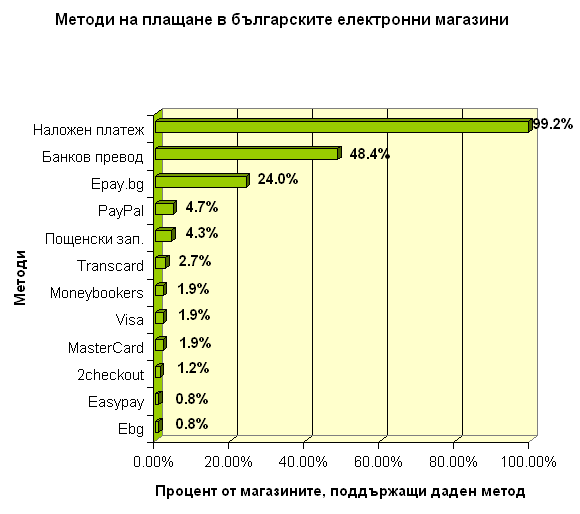 Методи на плащане в българските електронни магазини
Наложен платеж 99.2%
Банков превод 48.4%
Epay.bg 24.0%
PayPal 4.7%
Пощенски зап. 4.3%
Transcard 2.7%
Moneybookers 1.9%
Visa 1.9%
MasterCard 1.9%
2checkout 1.2%
Easypay 0.8%
Ebg 0.8%
Методи
0.00% 20.00% 40.00% 60.00% 80.00% 100.00%
Процент от магазините, поддържащи даден метод